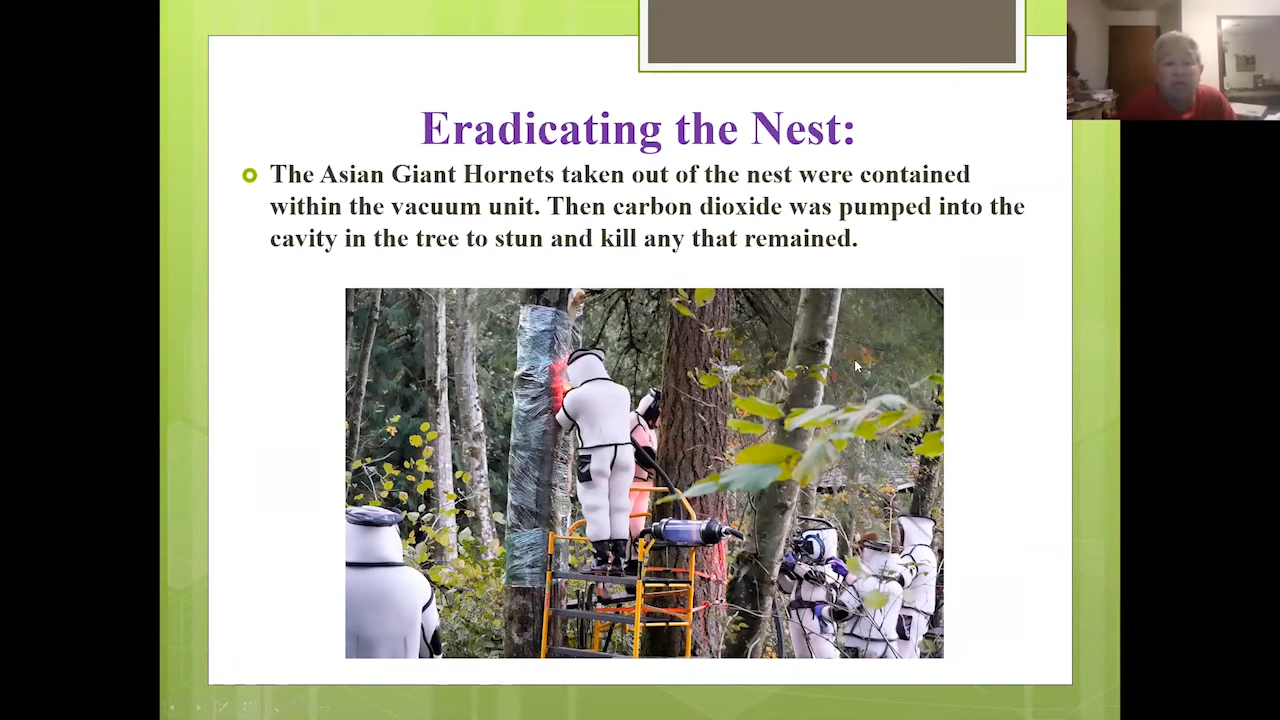 Eradicating the Nest:
The Asian Giant Hornets taken out of the nest were contained
within the vacuum unit. Then carbon dioxide was pumped into the
cavity in the tree to stun and kill any that remained.